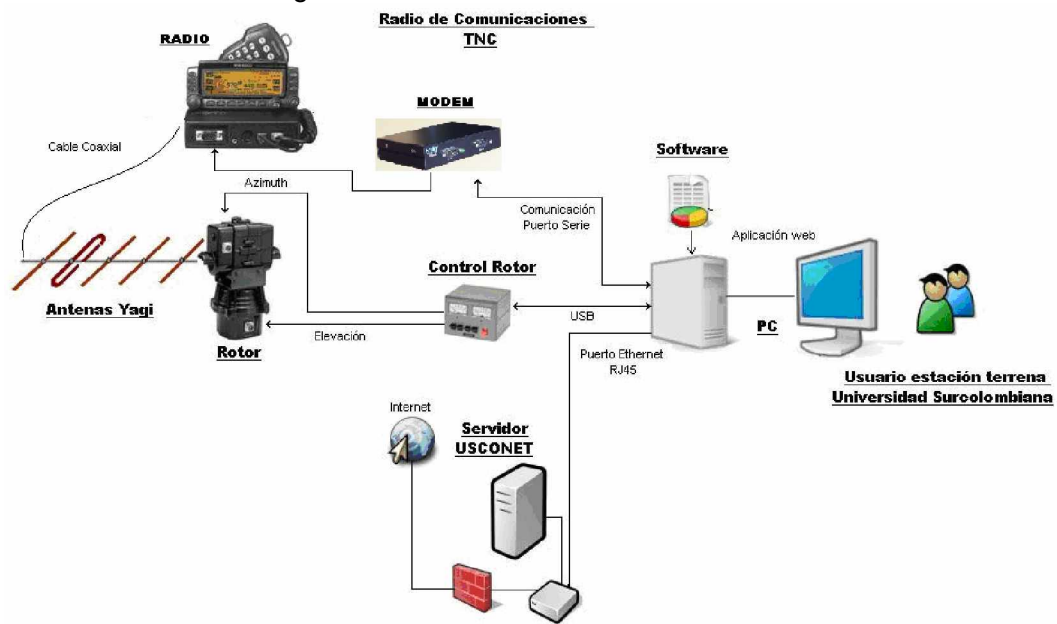 Radio de Comunicaciones
TNC
RADIO
MODEM
Cable Coaxial
Software
Azimuth
Comunicación
Puerto Serie
Aplicación web
Control Rotor
Antenas Yagi
USB
PC
Elevación
Rotor
Puerto Ethernet
RJ45
Usuario estación terrena
Universidad Surcolombiana
Internet
Servidor
USCONET